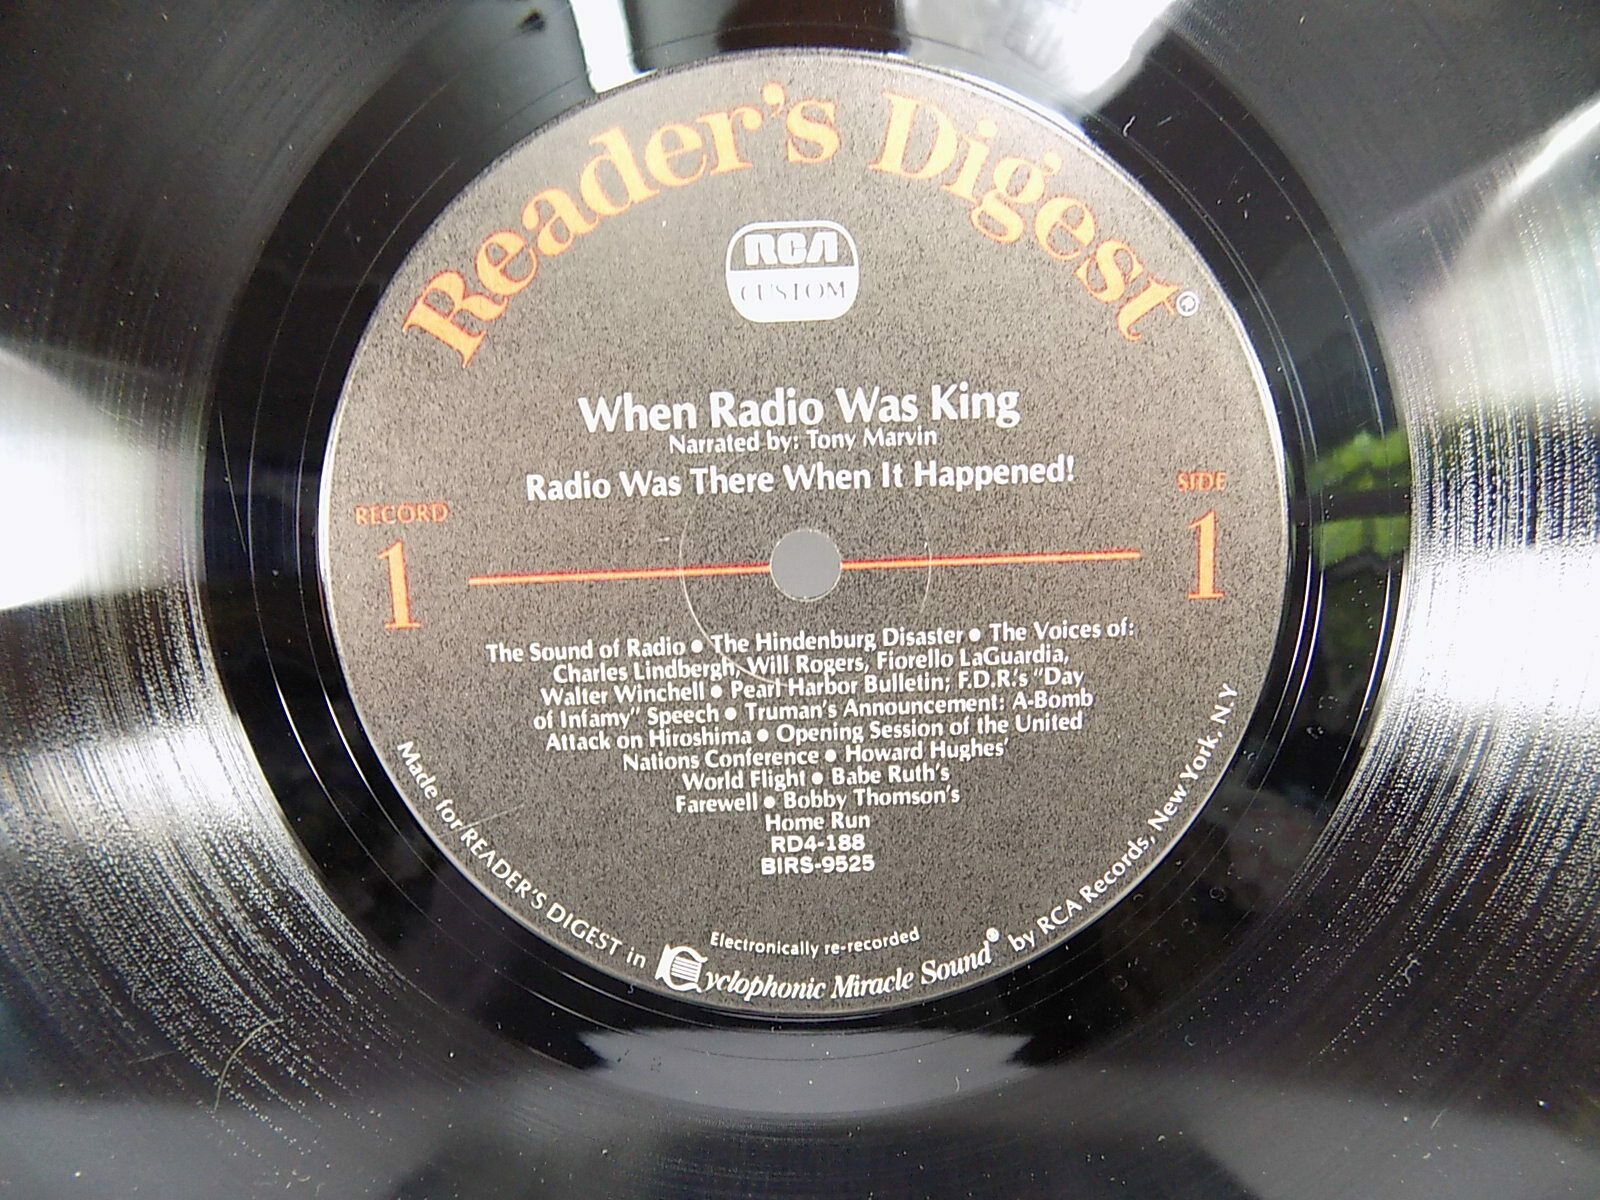 Reader's Digest®
RCA
CUSTOM
When Radio Was King
Narrated by: Tony Marvin
Radio Was There When It Happened!
RECORD
1
SIDE
1
The Sound of Radio • The Hindenburg Disaster • The Voices of:
Charles Lindbergh, Will Rogers, Fiorello LaGuardia,
Walter Winchell • Pearl Harbor Bulletin; F.D.R.'s "Day
of Infamy" Speech • Truman's Announcement: A-Bomb
Attack on Hiroshima • Opening Session of the United
Nations Conference • Howard Hughes'
World Flight • Babe Ruth's
Farewell • Bobby Thomson's
Home Run
RD4-188
BIRS-9525
Electronically re-recorded
Made for READER'S DIGEST in Cyclophonic Miracle Sound® by RCA Records, New York, N.Y